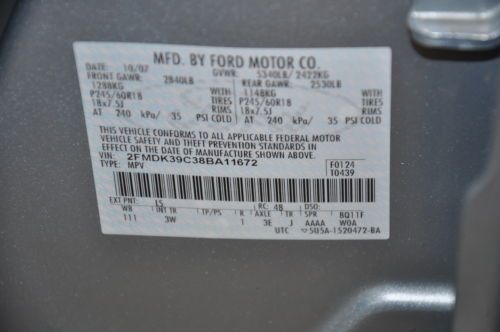 MFD. BY FORD MOTOR CO.
DATE: 10/07 GVWR: 5340LB/ 2422KG
FRONT GAWR: 2840LB REAR GAWR: 2530LB
1288KG WITH 1148KG WITH
P245/60R18 TIRES P245/60R18 TIRES
18x7.5J RIMS 18x7.5J RIMS
AT 240 kPa/ 35 PSI COLD AT 240 kPa/ 35 PSI COLD
THIS VEHICLE CONFORMS TO ALL APPLICABLE FEDERAL MOTOR
VEHICLE SAFETY AND THEFT PREVENTION STANDARDS IN
EFFECT ON THE DATE OF MANUFACTURE SHOWN ABOVE.
VIN: 2FMDK39C38BA11672 F0124
TYPE: MPV T0439
EXT PNT: LS RC: 48 DSO:
WB INT TR TP/PS R AXLE TR SPR BQ11F
111 3W 1 3E J AAAA W0A
UTC 5U5A-1520472-BA